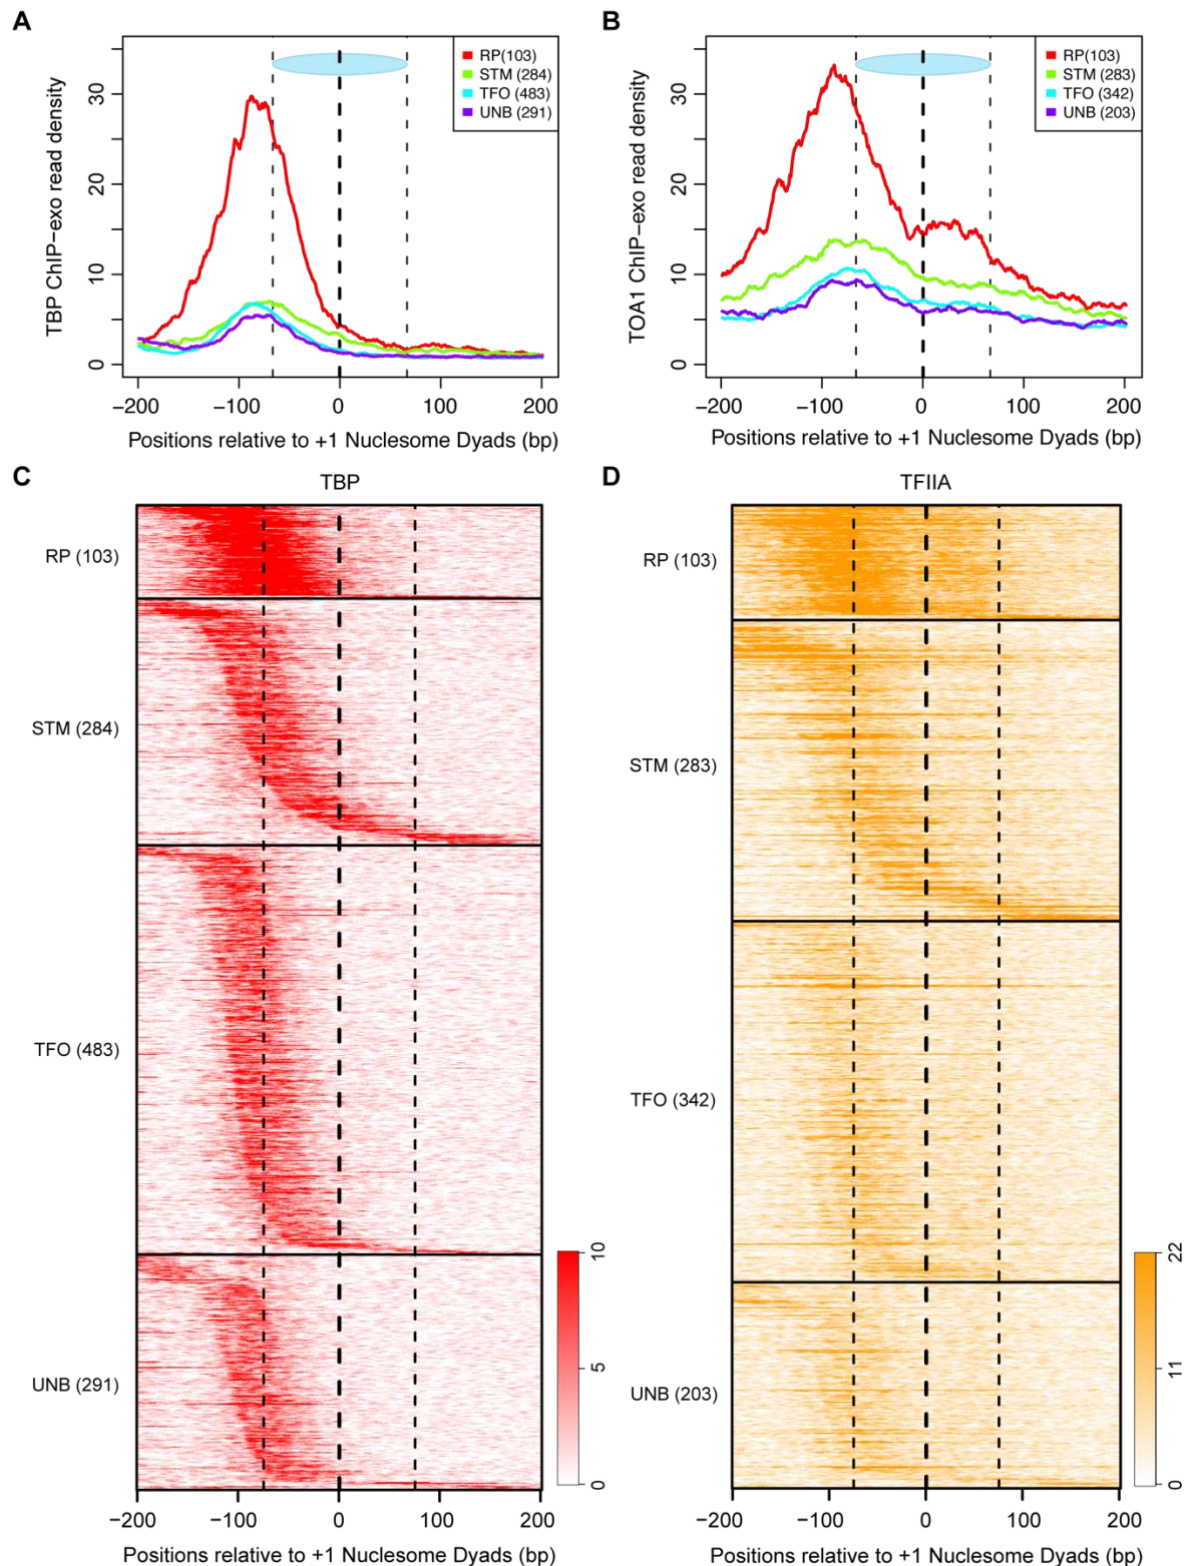 A
TBP ChIP−exo read density
0
10
20
30
RP(103)
STM (284)
TFO (483)
UNB (291)
−200
−100
0
100
200
Positions relative to +1 Nuclesome Dyads (bp)
B
TOA1 ChIP−exo read density
0
10
20
30
RP(103)
STM (283)
TFO (342)
UNB (203)
−200
−100
0
100
200
Positions relative to +1 Nuclesome Dyads (bp)
C
TBP
RP (103)
STM (284)
TFO (483)
UNB (291)
10
5
0
−200
−100
0
100
200
Positions relative to +1 Nuclesome Dyads (bp)
D
TFIIA
RP (103)
STM (283)
TFO (342)
UNB (203)
22
11
0
−200
−100
0
100
200
Positions relative to +1 Nuclesome Dyads (bp)